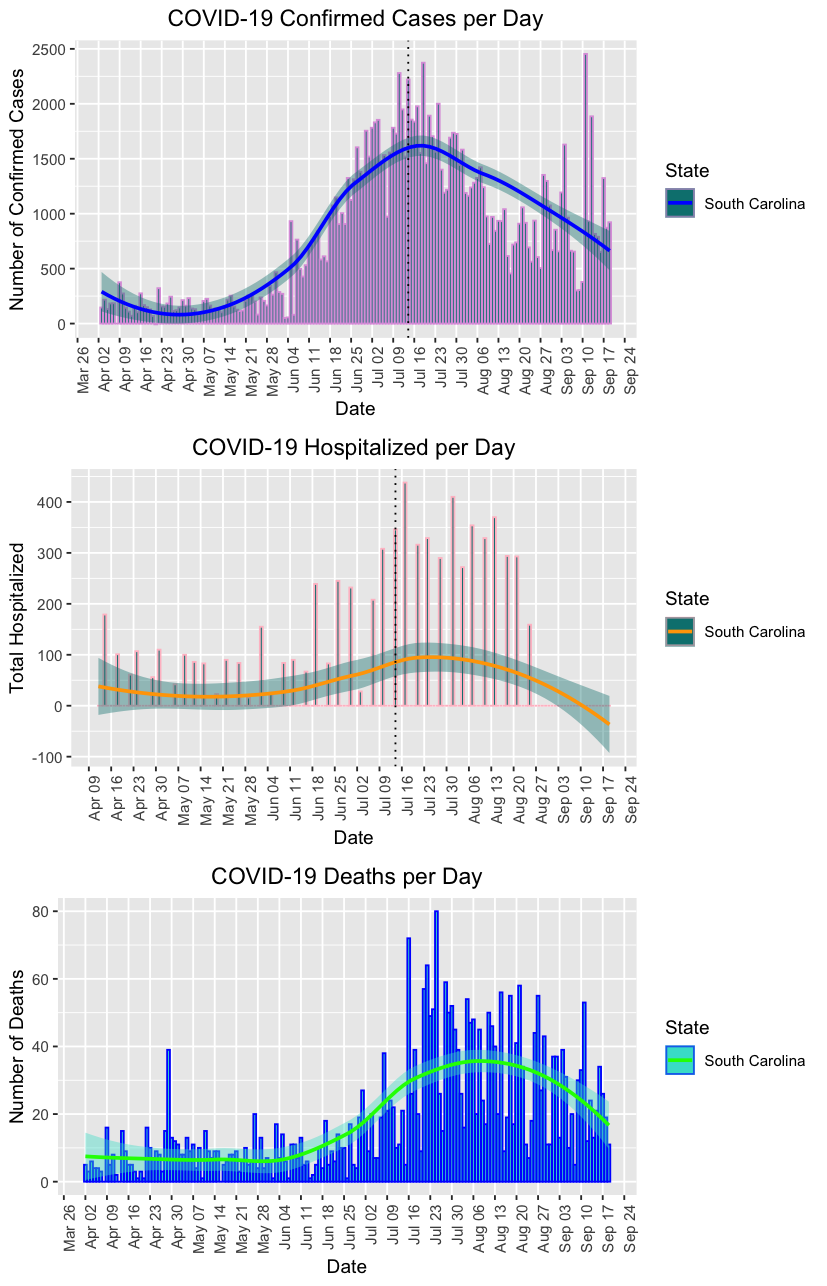 COVID-19 Confirmed Cases per Day
Number of Confirmed Cases
2500
2000
1500
1000
500
0
Mar 26
Apr 02
Apr 09
Apr 16
Apr 23
Apr 30
May 07
May 14
May 21
May 28
Jun 04
Jun 11
Jun 18
Jun 25
Jul 02
Jul 09
Jul 16
Jul 23
Jul 30
Aug 06
Aug 13
Aug 20
Aug 27
Sep 03
Sep 10
Sep 17
Sep 24
Date
State
South Carolina
COVID-19 Hospitalized per Day
Total Hospitalized
400
300
200
100
0
-100
Apr 09
Apr 16
Apr 23
Apr 30
May 07
May 14
May 21
May 28
Jun 04
Jun 11
Jun 18
Jun 25
Jul 02
Jul 09
Jul 16
Jul 23
Jul 30
Aug 06
Aug 13
Aug 20
Aug 27
Sep 03
Sep 10
Sep 17
Sep 24
Date
State
South Carolina
COVID-19 Deaths per Day
Number of Deaths
80
60
40
20
0
Mar 26
Apr 02
Apr 09
Apr 16
Apr 23
Apr 30
May 07
May 14
May 21
May 28
Jun 04
Jun 11
Jun 18
Jun 25
Jul 02
Jul 09
Jul 16
Jul 23
Jul 30
Aug 06
Aug 13
Aug 20
Aug 27
Sep 03
Sep 10
Sep 17
Sep 24
Date
State
South Carolina